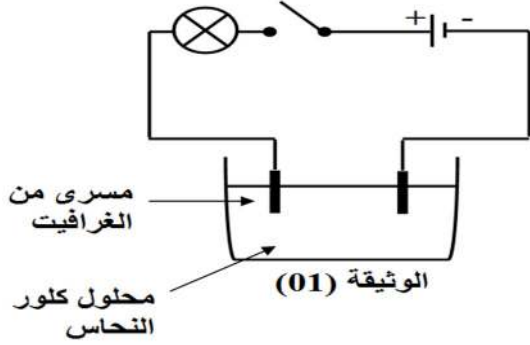 + -
مسرى من
الغرافيت
الوثيقة (01)
محلول كلور
النحاس